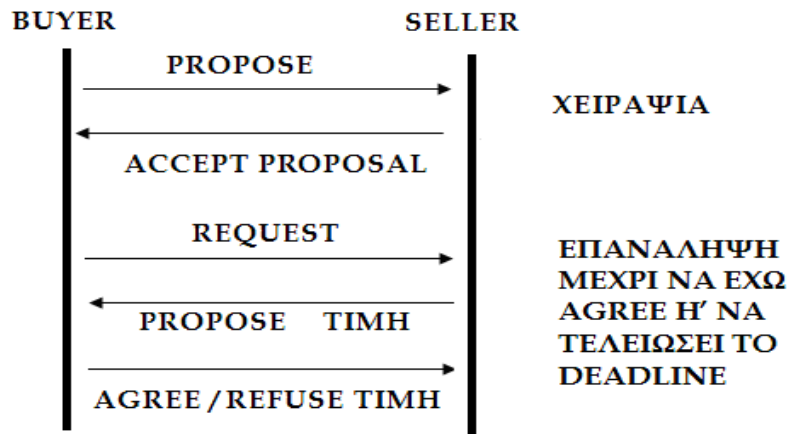 BUYER
SELLER
PROPOSE
ΧΕΙΡΑΨΙΑ
ACCEPT PROPOSAL
REQUEST
ΕΠΑΝΑΛΗΨΗ
ΜΕΧΡΙ ΝΑ ΕΧΩ
AGREE Η′ ΝΑ
ΤΕΛΕΙΩΣΕΙ ΤΟ
DEADLINE
PROPOSE ΤΙΜΗ
AGREE / REFUSE ΤΙΜΗ